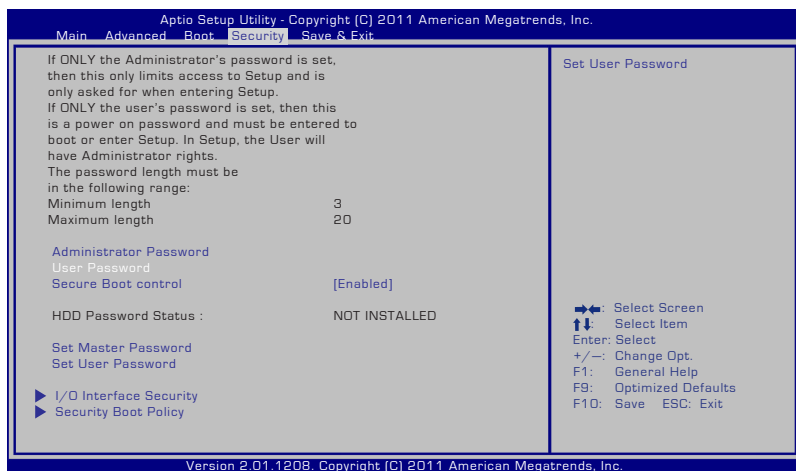 Aptio Setup Utility - Copyright (C) 2011 American Megatrends, Inc.
Main Advanced Boot Security Save & Exit
If ONLY the Administrator's password is set,
then this only limits access to Setup and is
only asked for when entering Setup.
If ONLY the user's password is set, then this
is a power on password and must be entered to
boot or enter Setup. In Setup, the User will
have Administrator rights.
The password length must be
in the following range:
Minimum length 3
Maximum length 20
Administrator Password
User Password
Secure Boot control [Enabled]
HDD Password Status : NOT INSTALLED
Set Master Password
Set User Password
I/O Interface Security
Security Boot Policy
Set User Password
→←: Select Screen
↑↓: Select Item
Enter: Select
+/—: Change Opt.
F1: General Help
F9: Optimized Defaults
F10: Save ESC: Exit
Version 2.01.1208. Copyright (C) 2011 American Megatrends, Inc.